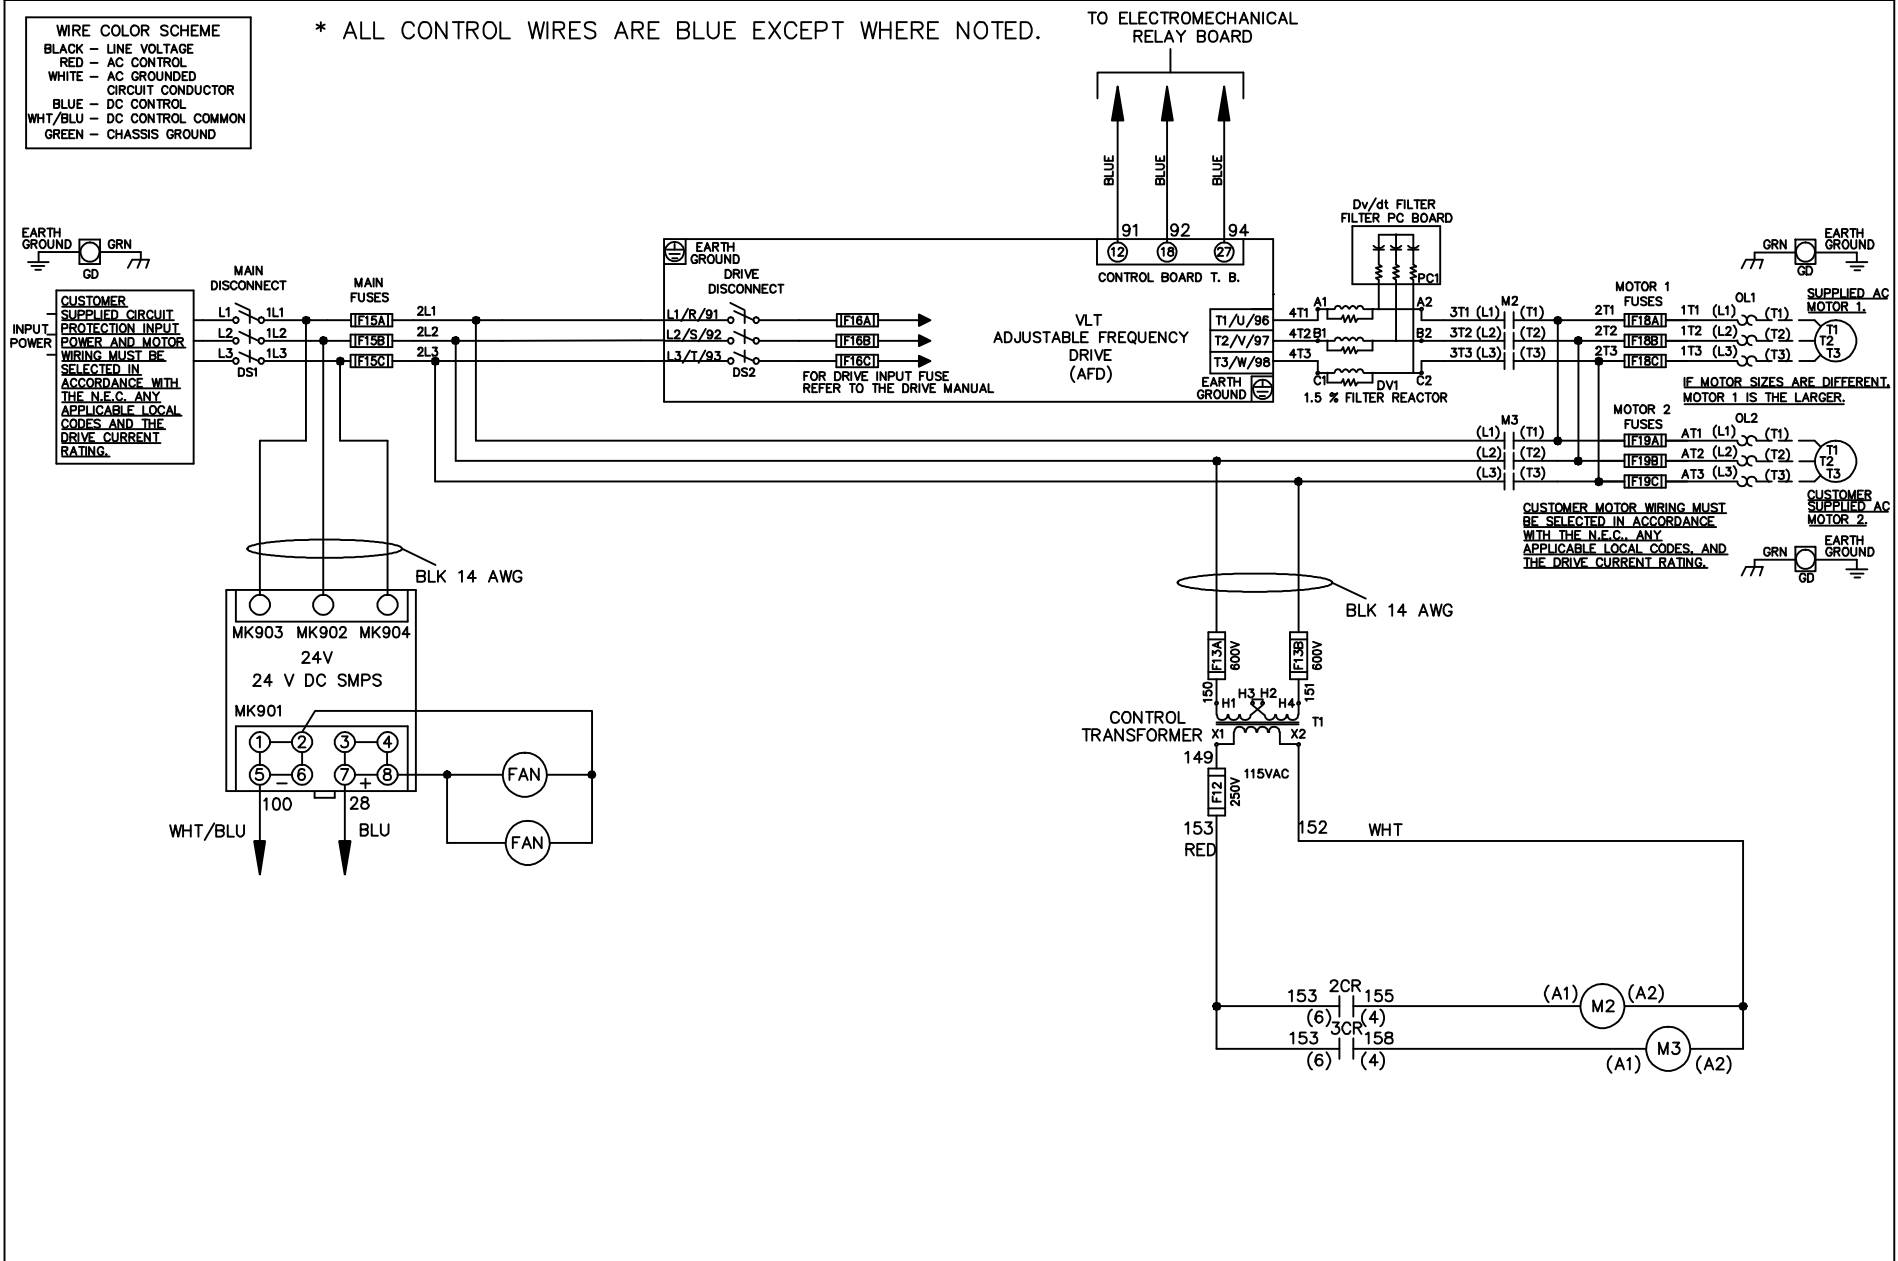 WIRE COLOR SCHEME
BLACK – LINE VOLTAGE
RED – AC CONTROL
WHITE – AC GROUNDED
CIRCUIT CONDUCTOR
BLUE – DC CONTROL
WHT/BLU – DC CONTROL COMMON
GREEN – CHASSIS GROUND
* ALL CONTROL WIRES ARE BLUE EXCEPT WHERE NOTED.
TO ELECTROMECHANICAL
RELAY BOARD
BLUE BLUE BLUE
91 92 94
12 18 27
CONTROL BOARD T. B.
EARTH
GROUND GRN
GD
INPUT
POWER
CUSTOMER
SUPPLIED CIRCUIT
PROTECTION INPUT
POWER AND MOTOR
WIRING MUST BE
SELECTED IN
ACCORDANCE WITH
THE N.E.C. ANY
APPLICABLE LOCAL
CODES AND THE
DRIVE CURRENT
RATING.
MAIN
DISCONNECT
L1 1L1
L2 1L2
L3 1L3
DS1
MAIN
FUSES
F15A 2L1
F15B 2L2
F15C 2L3
EARTH
GROUND
DRIVE
DISCONNECT
L1/R/91
L2/S/92
L3/T/93
DS2
F16A
F16B
F16C
FOR DRIVE INPUT FUSE
REFER TO THE DRIVE MANUAL
VLT
ADJUSTABLE FREQUENCY
DRIVE
(AFD)
T1/U/96
T2/V/97
T3/W/98
EARTH
GROUND
Dv/dt FILTER
FILTER PC BOARD
PC1
4T1 A1 A2
4T2 B1 B2
4T3
C1 DV1 C2
1.5 % FILTER REACTOR
M2
3T1 (L1) (T1)
3T2 (L2) (T2)
3T3 (L3) (T3)
MOTOR 1
FUSES
2T1 F18A 1T1 (L1) (T1)
2T2 F18B 1T2 (L2) (T2)
2T3 F18C 1T3 (L3) (T3)
OL1
GRN EARTH
GROUND
GD
SUPPLIED AC
MOTOR 1.
T1
T2
T3
IF MOTOR SIZES ARE DIFFERENT,
MOTOR 1 IS THE LARGER.
M3
(L1) (T1)
(L2) (T2)
(L3) (T3)
MOTOR 2
FUSES
OL2
F19A AT1 (L1) (T1)
F19B AT2 (L2) (T2)
F19C AT3 (L3) (T3)
T1
T2
T3
CUSTOMER
SUPPLIED AC
MOTOR 2.
CUSTOMER MOTOR WIRING MUST
BE SELECTED IN ACCORDANCE
WITH THE N.E.C., ANY
APPLICABLE LOCAL CODES, AND
THE DRIVE CURRENT RATING.
GRN EARTH
GROUND
GD
BLK 14 AWG
MK903 MK902 MK904
24V
24 V DC SMPS
MK901
1 2 3 4
5 – 6 7 + 8
100 28
WHT/BLU BLU
FAN
FAN
BLK 14 AWG
F13A 600V F13B 600V
150 151
H1 H3 H2 H4
CONTROL
TRANSFORMER
T1
X1 X2
149
115VAC
F12 250V
153
RED
152 WHT
153 2CR 155 (A1) M2 (A2)
(6) (4)
153 3CR 158 M3
(6) (4) (A1) (A2)